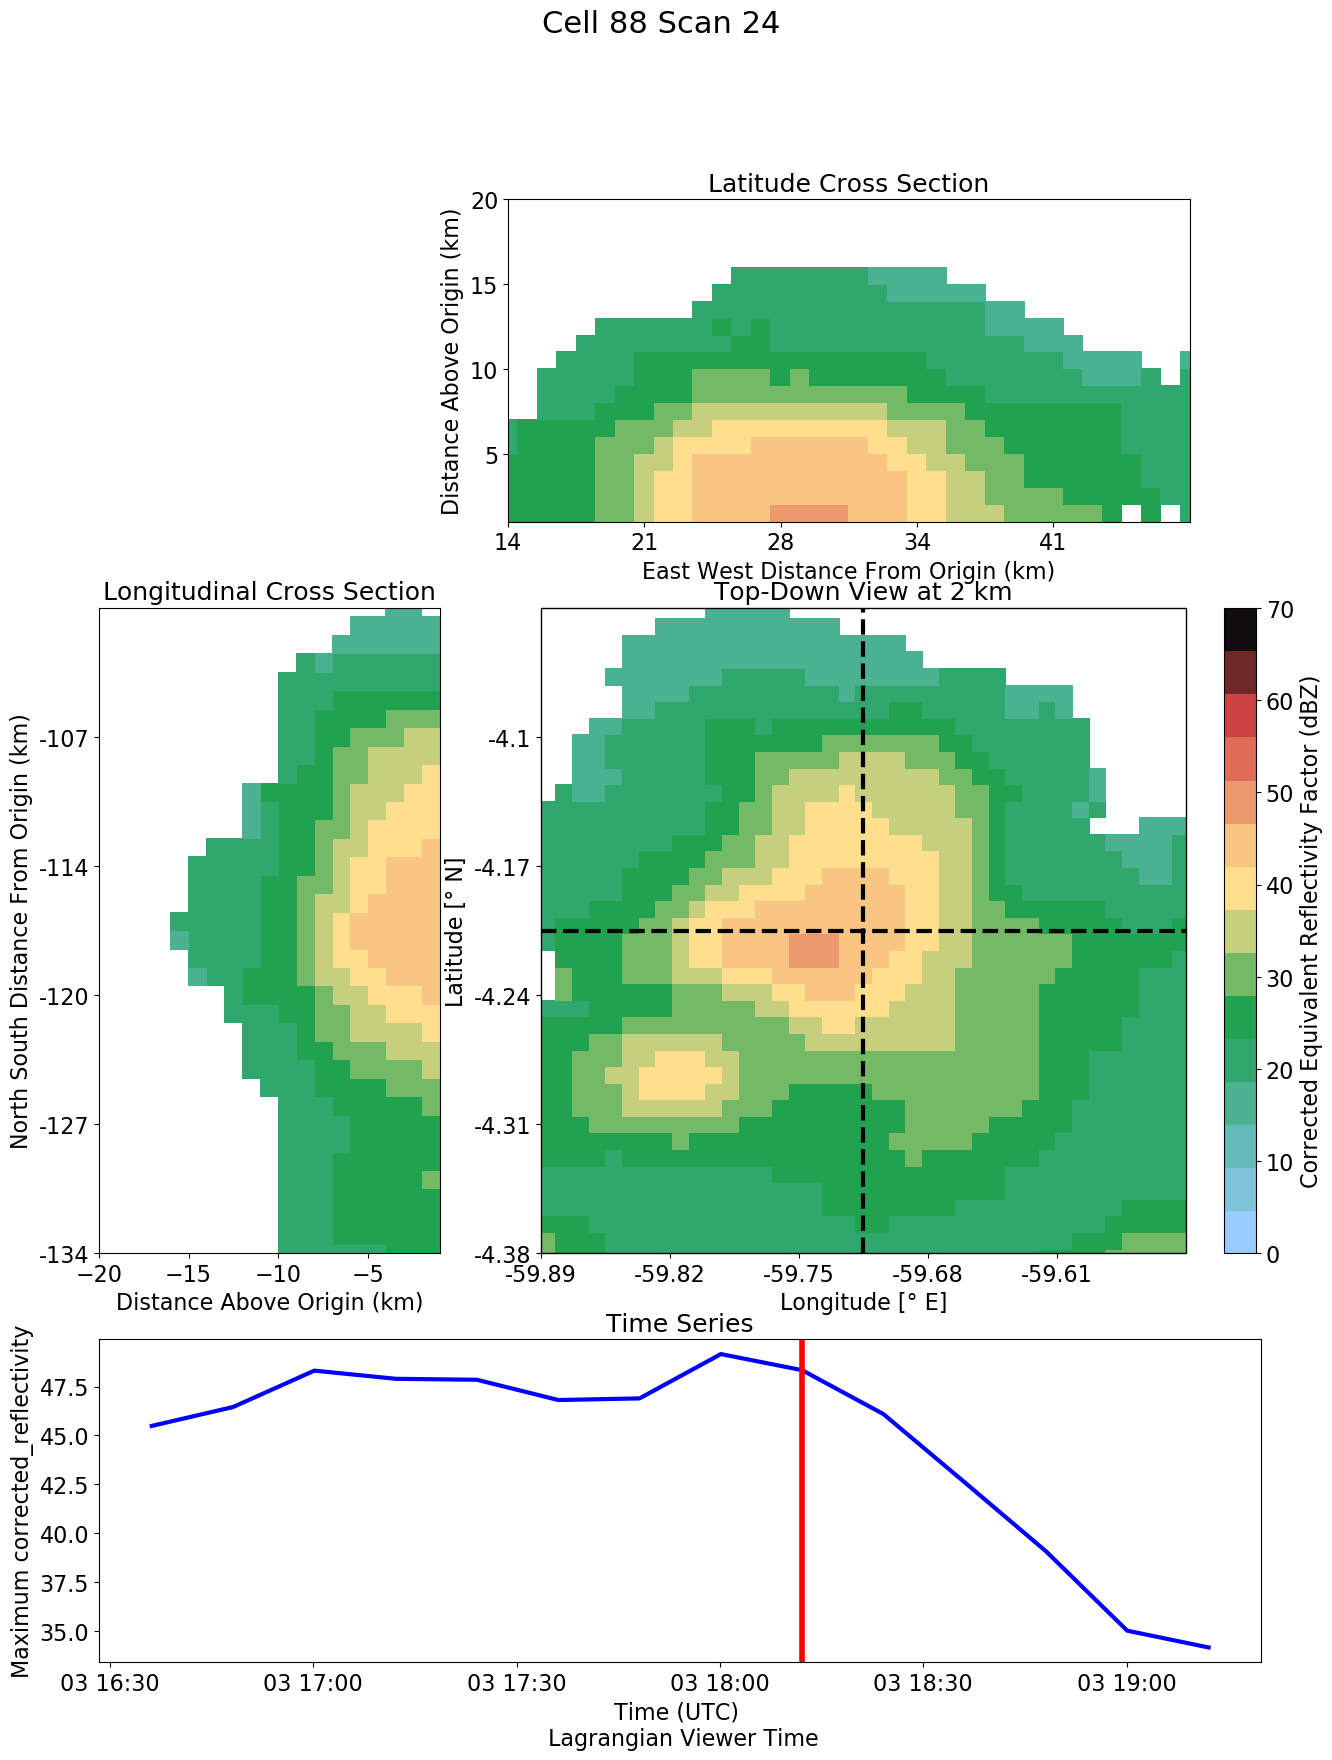 Cell 88 Scan 24
Latitude Cross Section
Distance Above Origin (km)
20
15
10
5
14 21 28 34 41
East West Distance From Origin (km)
Longitudinal Cross Section
North South Distance From Origin (km)
-107
-114
-120
-127
-134
−20 −15 −10 −5
Distance Above Origin (km)
Top-Down View at 2 km
Latitude [° N]
-4.1
-4.17
-4.24
-4.31
-4.38
-59.89 -59.82 -59.75 -59.68 -59.61
Longitude [° E]
70
60
50
40
30
20
10
0
Corrected Equivalent Reflectivity Factor (dBZ)
Time Series
Maximum corrected_reflectivity
47.5
45.0
42.5
40.0
37.5
35.0
03 16:30 03 17:00 03 17:30 03 18:00 03 18:30 03 19:00
Time (UTC)
Lagrangian Viewer Time